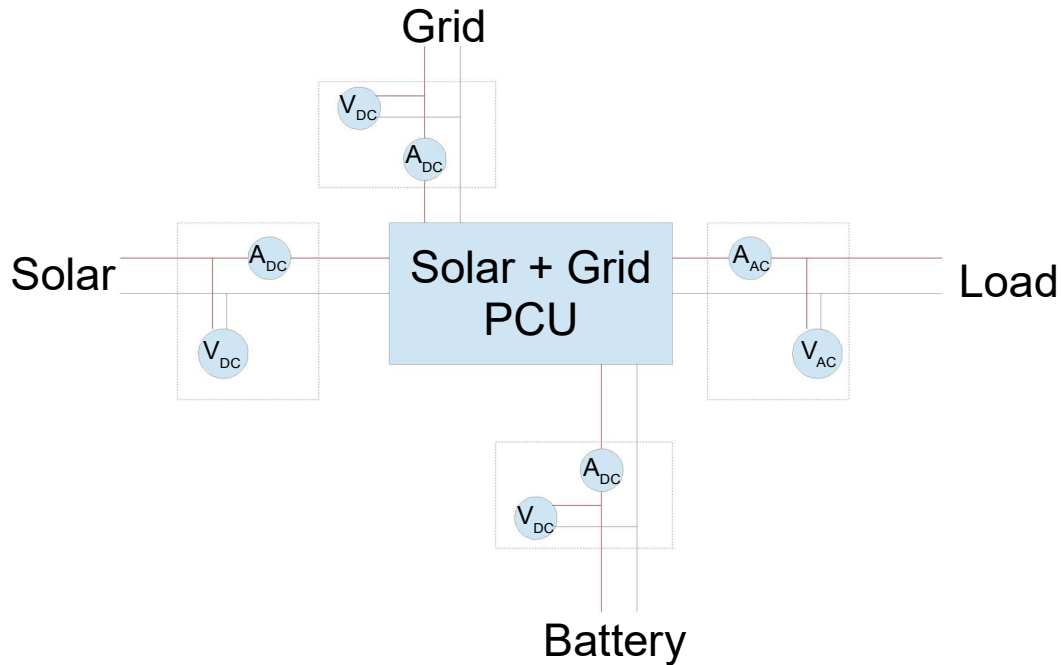 Grid
VDC
ADC
Solar
ADC
VDC
Solar + Grid
PCU
AAC
VAC
Load
ADC
VDC
Battery